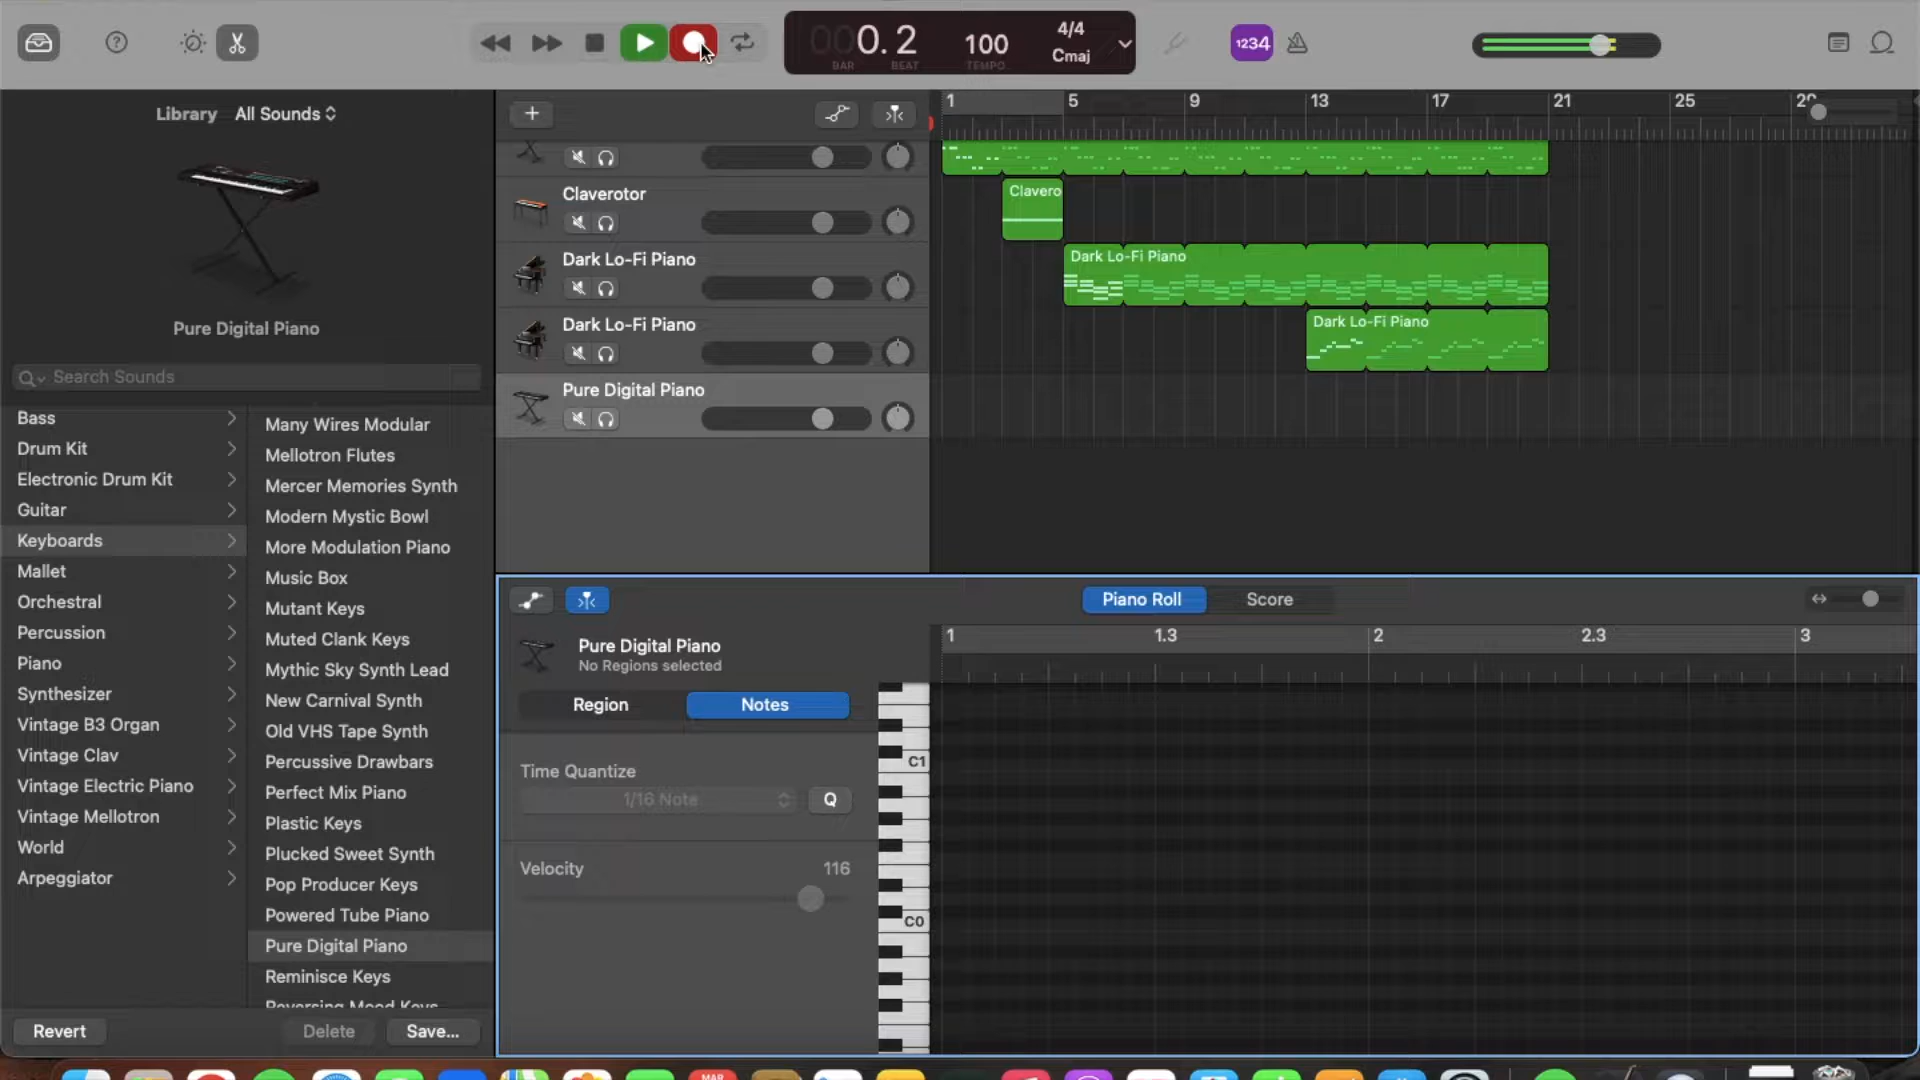 000.2
BAR
BEAT
100
TEMPO
4/4
Cmaj
1234
Library
All Sounds
Pure Digital Piano
Search Sounds
Bass
Drum Kit
Electronic Drum Kit
Guitar
Keyboards
Mallet
Orchestral
Percussion
Piano
Synthesizer
Vintage B3 Organ
Vintage Clav
Vintage Electric Piano
Vintage Mellotron
World
Arpeggiator
Many Wires Modular
Mellotron Flutes
Mercer Memories Synth
Modern Mystic Bowl
More Modulation Piano
Music Box
Mutant Keys
Muted Clank Keys
Mythic Sky Synth Lead
New Carnival Synth
Old VHS Tape Synth
Percussive Drawbars
Perfect Mix Piano
Plastic Keys
Plucked Sweet Synth
Pop Producer Keys
Powered Tube Piano
Pure Digital Piano
Reminisce Keys
Reversing Mood Keys
Revert
Delete
Save...
1 5 9 13 17 21 25
Claverotor
Clavero
Dark Lo-Fi Piano
Dark Lo-Fi Piano
Dark Lo-Fi Piano
Dark Lo-Fi Piano
Pure Digital Piano
Piano Roll
Score
Pure Digital Piano
No Regions selected
Region
Notes
Time Quantize
1/16 Note
Q
Velocity 116
1 1.3 2 2.3 3
C1
C0
MAR